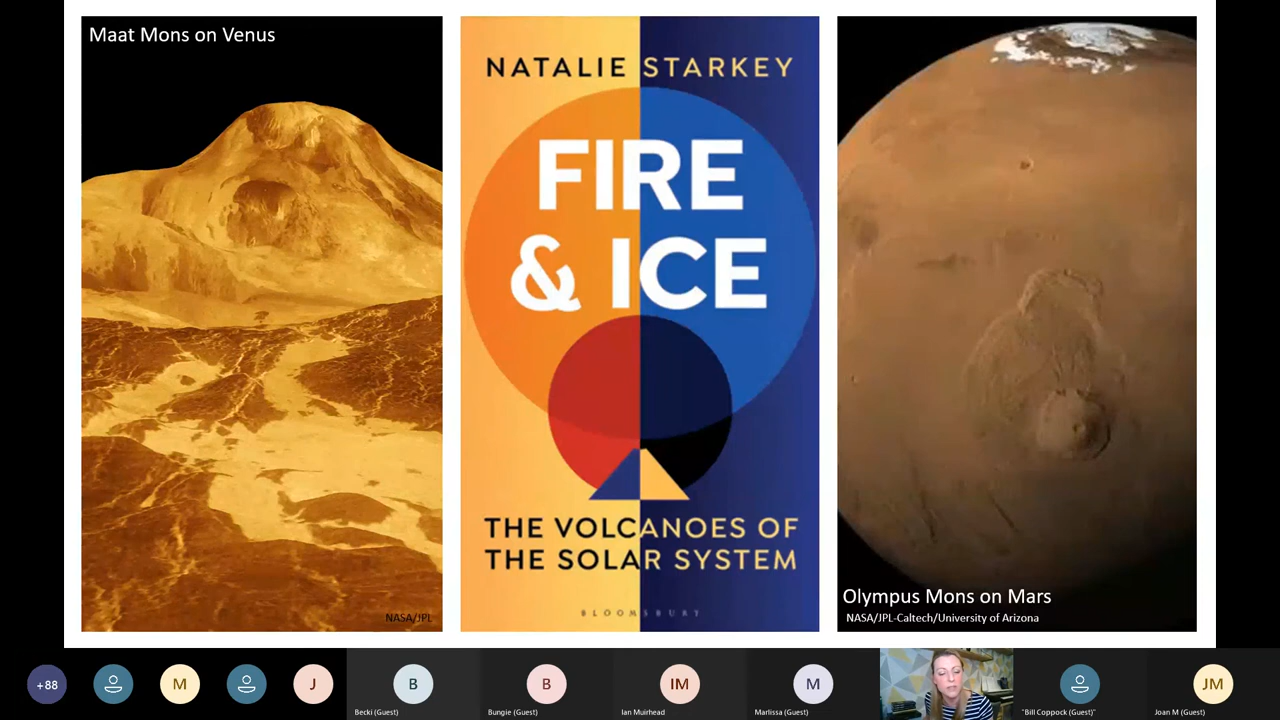 Maat Mons on Venus
NASA/JPL
NATALIE STARKEY
FIRE
& ICE
THE VOLCANOES OF
THE SOLAR SYSTEM
BLOOMSBURY
Olympus Mons on Mars
NASA/JPL-Caltech/University of Arizona
+88
M
J
B
Becki (Guest)
B
Bungie (Guest)
IM
Ian Muirhead
M
Marlissa (Guest)
"Bill Coppock (Guest)"
JM
Joan M (Guest)